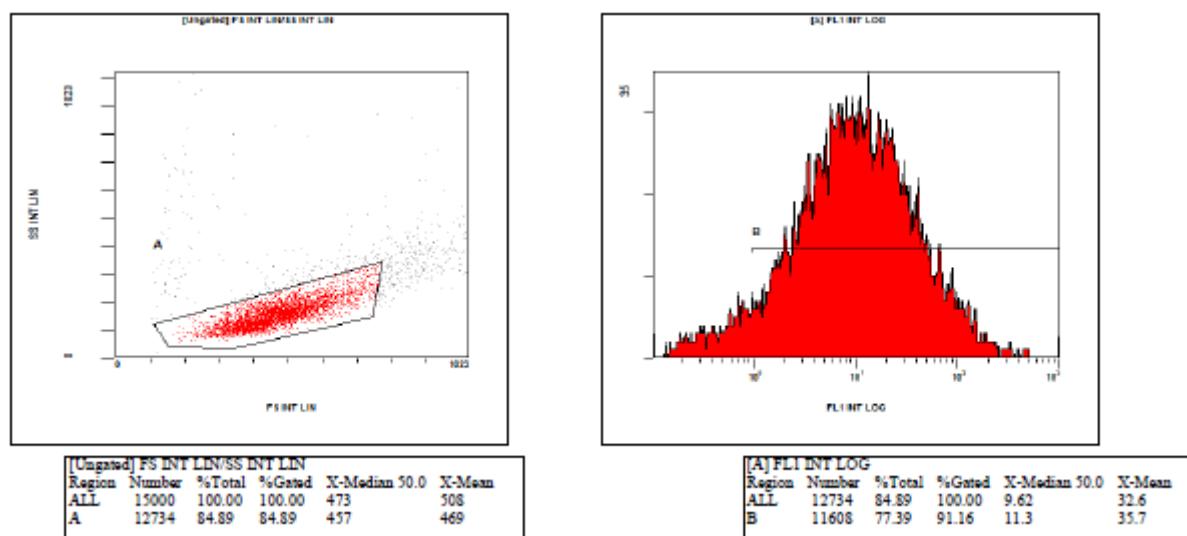 [Ungated] FS INT LIN/SS INT LIN
1023
SS INT LIN
A
0
0
1023
FS INT LIN
[Ungated] FS INT LIN/SS INT LIN
Region Number %Total %Gated X-Median 50.0 X-Mean
ALL 15000 100.00 100.00 473 508
A 12734 84.89 84.89 457 469
[A] FL1 INT LOG
35
B
10⁰
10¹
10²
10³
FL1 INT LOG
[A] FL1 INT LOG
Region Number %Total %Gated X-Median 50.0 X-Mean
ALL 12734 84.89 100.00 9.62 32.6
B 11608 77.39 91.16 11.3 35.7